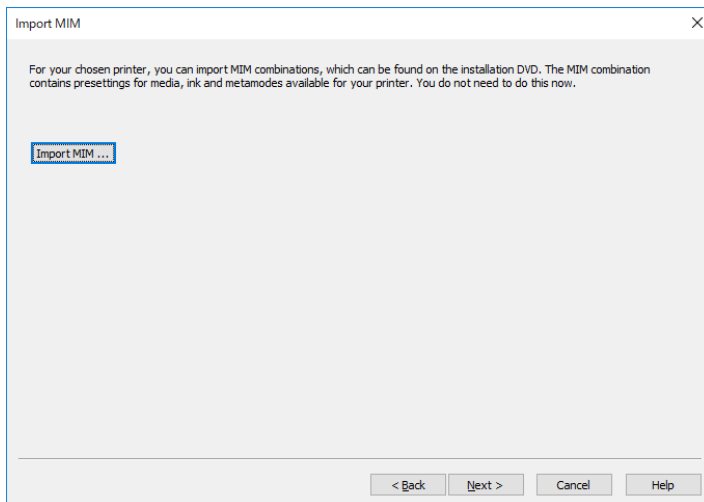 Import MIM
For your chosen printer, you can import MIM combinations, which can be found on the installation DVD. The MIM combination
contains presettings for media, ink and metamodes available for your printer. You do not need to do this now.
Import MIM ...
< Back Next > Cancel Help